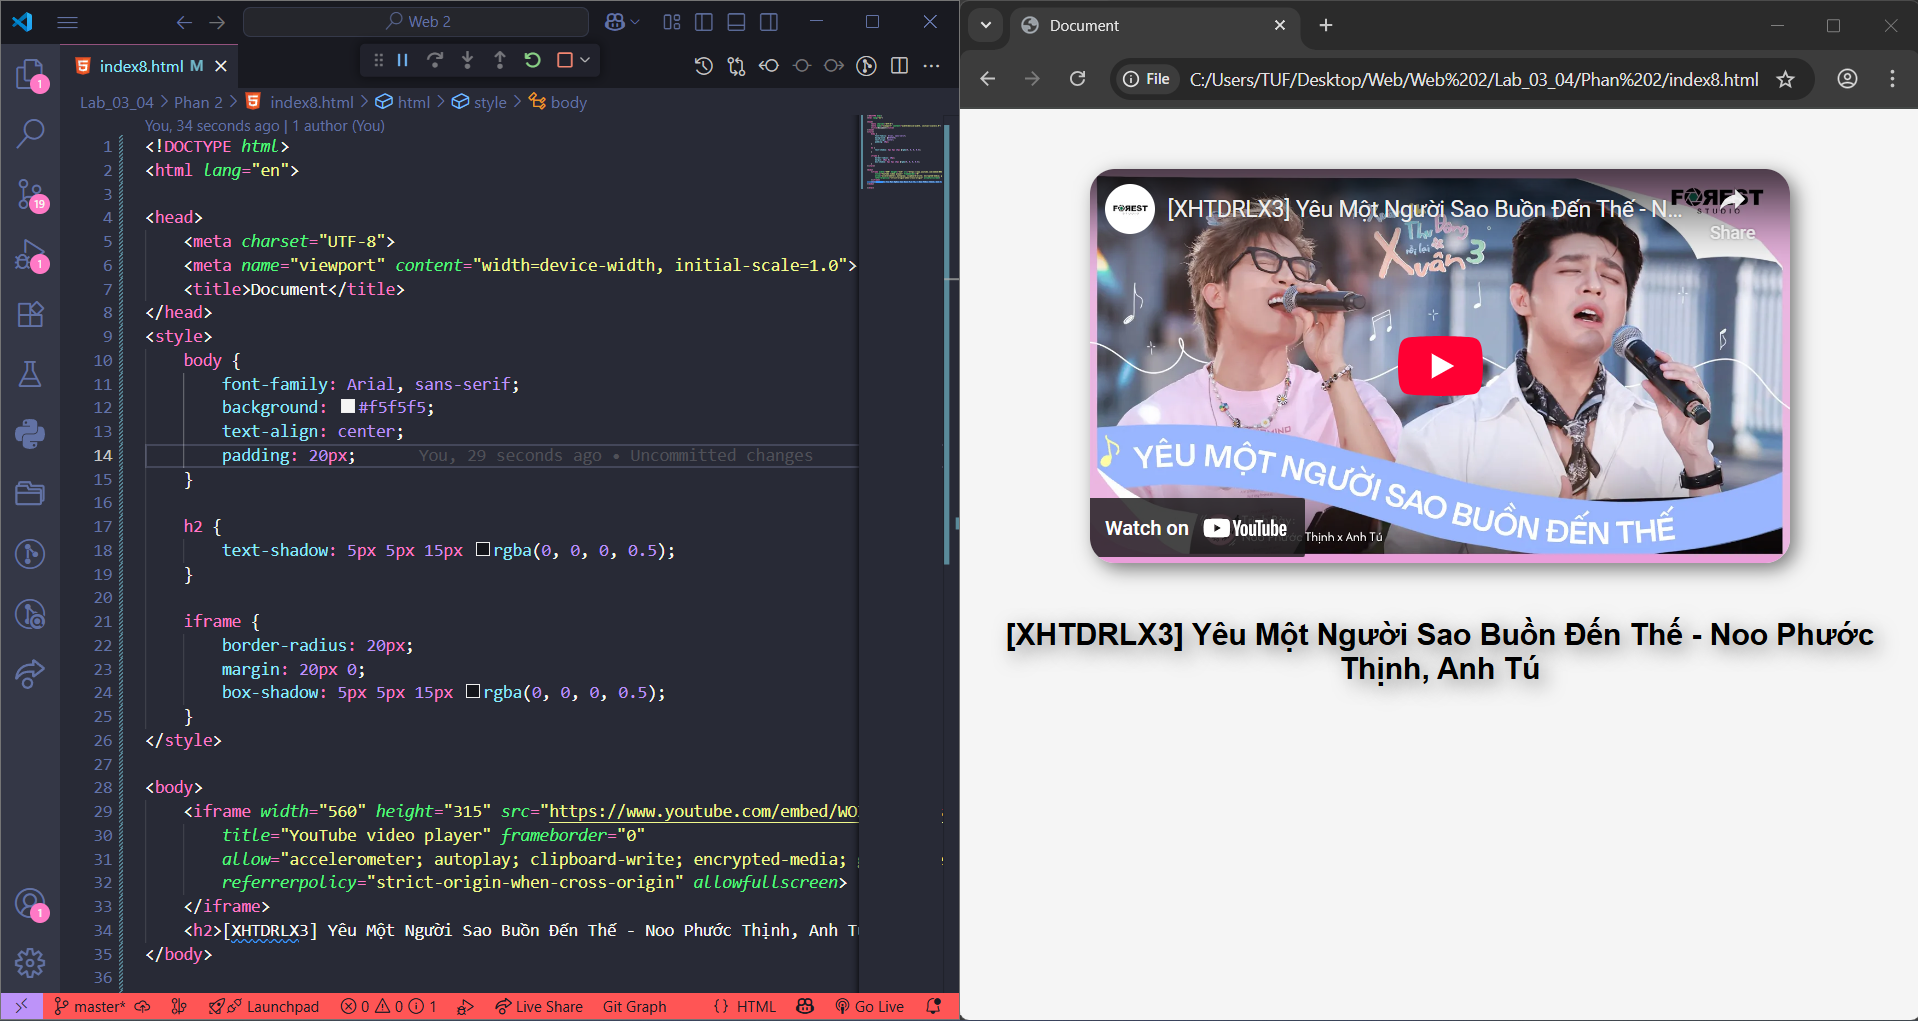 Web 2
index8.html M
Lab_03_04 > Phan 2 > index8.html > html > style > body
You, 34 seconds ago | 1 author (You)
1 <!DOCTYPE html>
2 <html lang="en">
3
4 <head>
5 <meta charset="UTF-8">
6 <meta name="viewport" content="width=device-width, initial-scale=1.0">
7 <title>Document</title>
8 </head>
9 <style>
10 body {
11 font-family: Arial, sans-serif;
12 background: #f5f5f5;
13 text-align: center;
14 padding: 20px; You, 29 seconds ago • Uncommitted changes
15 }
16
17 h2 {
18 text-shadow: 5px 5px 15px rgba(0, 0, 0, 0.5);
19 }
20
21 iframe {
22 border-radius: 20px;
23 margin: 20px 0;
24 box-shadow: 5px 5px 15px rgba(0, 0, 0, 0.5);
25 }
26 </style>
27
28 <body>
29 <iframe width="560" height="315" src="https://www.youtube.com/embed/WO
30 title="YouTube video player" frameborder="0"
31 allow="accelerometer; autoplay; clipboard-write; encrypted-media;
32 referrerpolicy="strict-origin-when-cross-origin" allowfullscreen>
33 </iframe>
34 <h2>[XHTDRLX3] Yêu Một Người Sao Buồn Đến Thế - Noo Phước Thịnh, Anh T
35 </body>
36
1
19
1
1
master* Launchpad 0 0 1 Live Share Git Graph { } HTML Go Live
Document
File C:/Users/TUF/Desktop/Web/Web%202/Lab_03_04/Phan%202/index8.html
FOREST
[XHTDRLX3] Yêu Một Người Sao Buồn Đến Thế - N...
FOREST
STUDIO
Share
Xuân 3
YÊU MỘT NGƯỜI SAO BUỒN ĐẾN THẾ
Watch on YouTube
Noo Phước Thịnh x Anh Tú
[XHTDRLX3] Yêu Một Người Sao Buồn Đến Thế - Noo Phước
Thịnh, Anh Tú